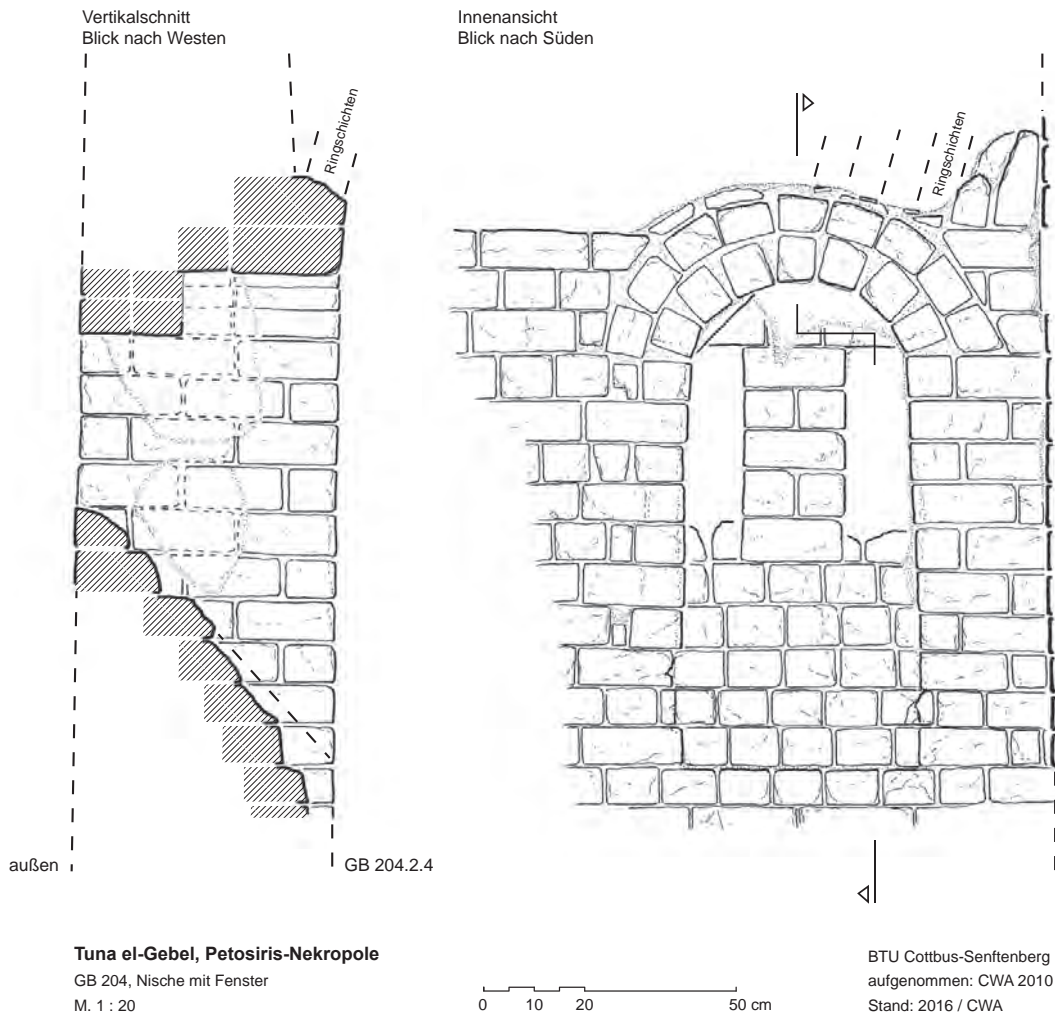 Vertikalschnitt
Blick nach Westen
Innenansicht
Blick nach Süden
Ringschichten
Ringschichten
außen
GB 204.2.4
Tuna el-Gebel, Petosiris-Nekropole
GB 204, Nische mit Fenster
M. 1 : 20
0 10 20 50 cm
BTU Cottbus-Senftenberg
aufgenommen: CWA 2010
Stand: 2016 / CWA